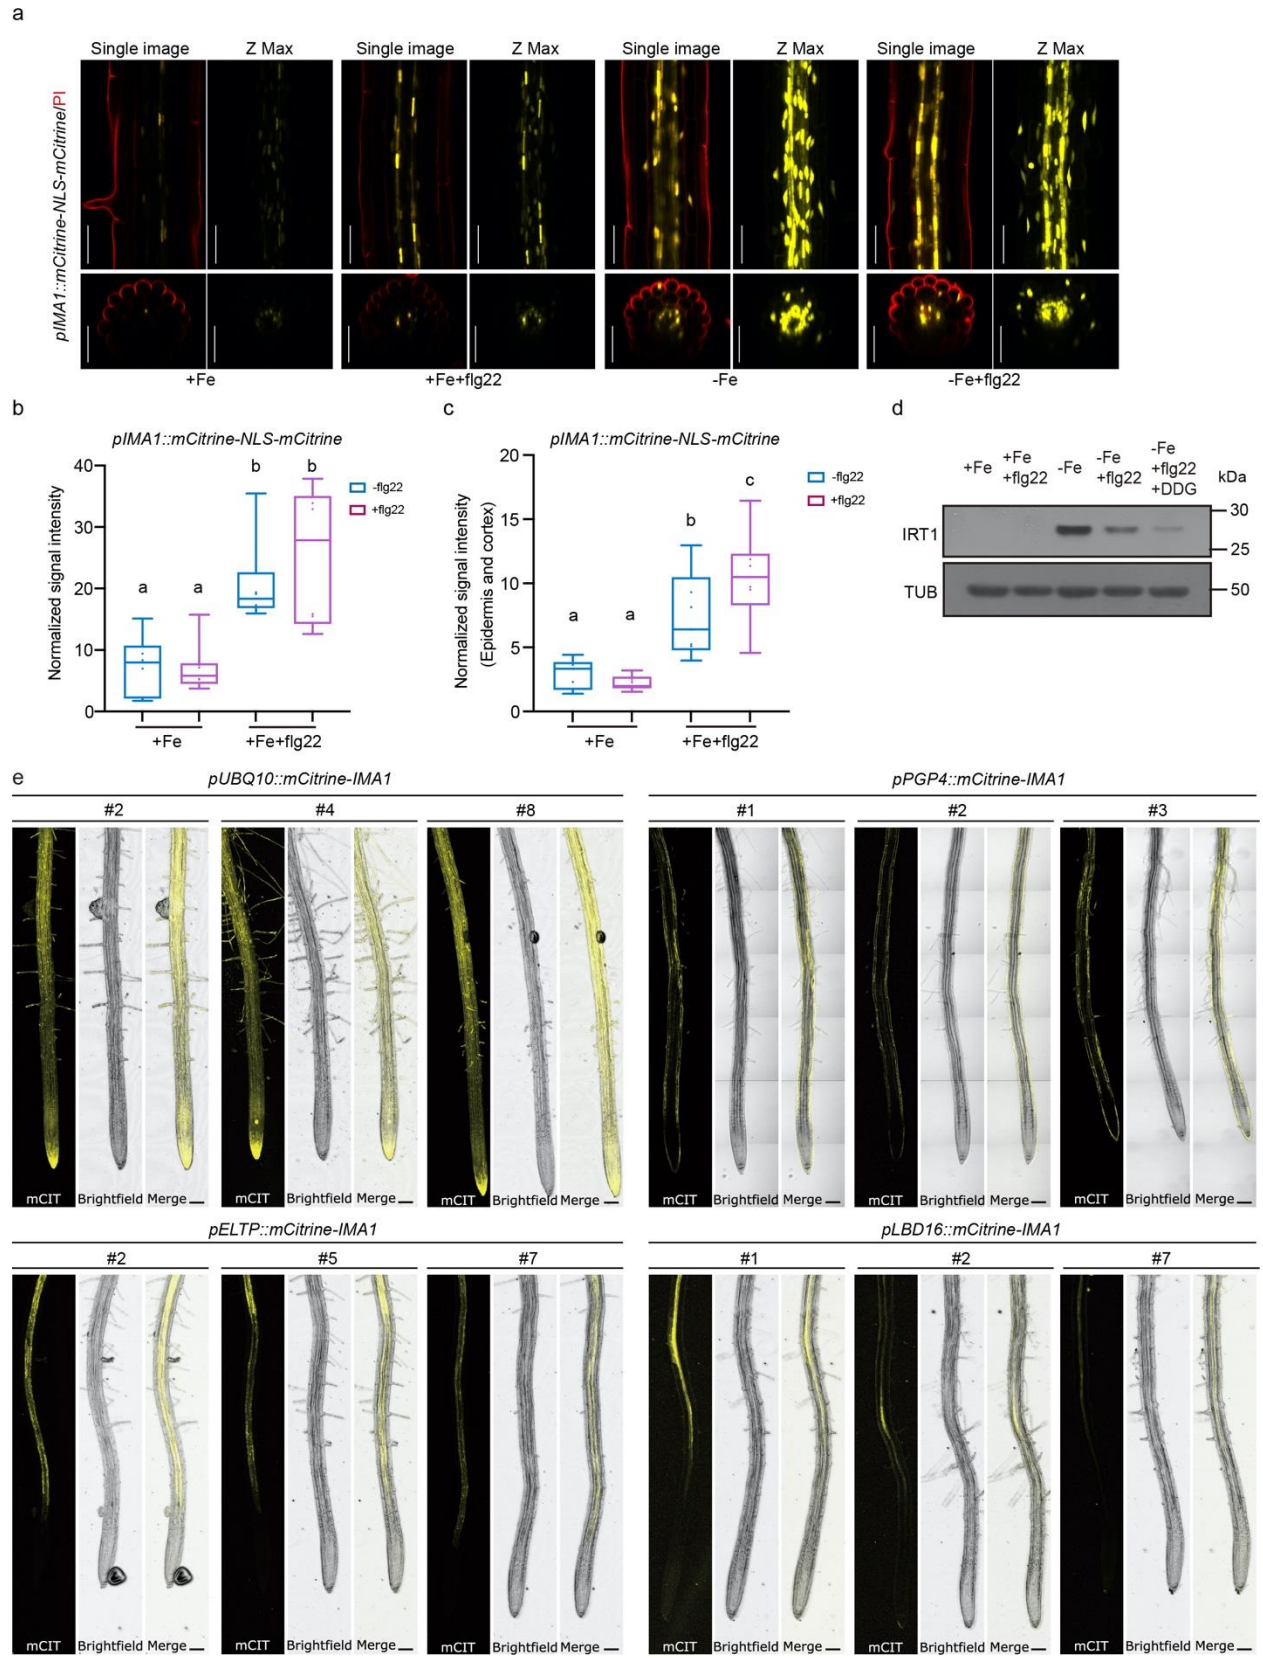 a
Single image Z Max Single image Z Max Single image Z Max Single image Z Max
pIMA1::mCitrine-NLS-mCitrine/PI
+Fe +Fe+flg22 -Fe -Fe+flg22
b
pIMA1::mCitrine-NLS-mCitrine
Normalized signal intensity
40
30
20
10
0
a a b b
-flg22
+flg22
+Fe +Fe+flg22
c
pIMA1::mCitrine-NLS-mCitrine
Normalized signal intensity
(Epidermis and cortex)
20
15
10
5
0
a a b c
-flg22
+flg22
+Fe +Fe+flg22
d
+Fe
+Fe
+flg22
-Fe
-Fe
+flg22
-Fe
+flg22
+DDG
kDa
IRT1
30
25
TUB
50
e
pUBQ10::mCitrine-IMA1
#2 #4 #8
mCIT Brightfield Merge mCIT Brightfield Merge mCIT Brightfield Merge
pPGP4::mCitrine-IMA1
#1 #2 #3
mCIT Brightfield Merge mCIT Brightfield Merge mCIT Brightfield Merge
pELTP::mCitrine-IMA1
#2 #5 #7
mCIT Brightfield Merge mCIT Brightfield Merge mCIT Brightfield Merge
pLBD16::mCitrine-IMA1
#1 #2 #7
mCIT Brightfield Merge mCIT Brightfield Merge mCIT Brightfield Merge